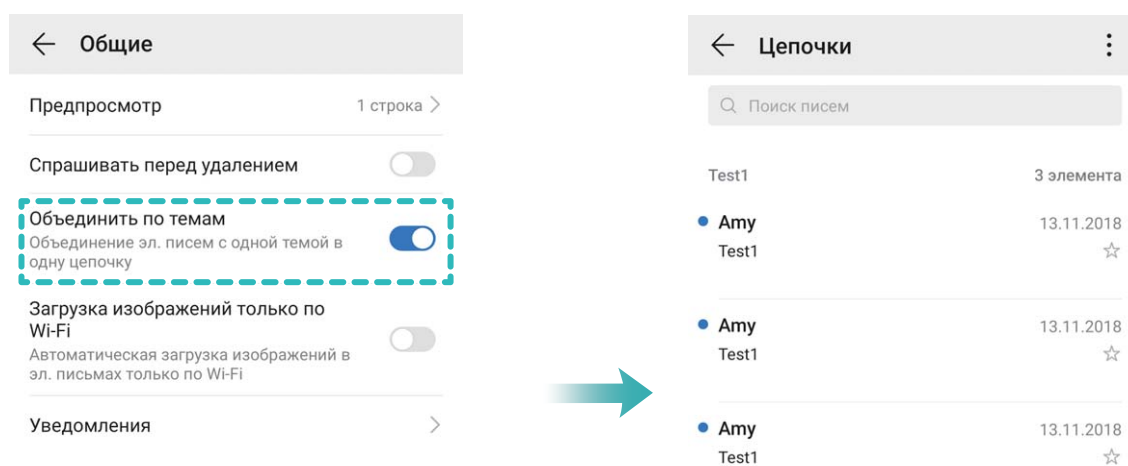 Общие
Предпросмотр
1 строка
Спрашивать перед удалением
Объединить по темам
Объединение эл. писем с одной темой в
одну цепочку
Загрузка изображений только по
Wi-Fi
Автоматическая загрузка изображений в
эл. письмах только по Wi-Fi
Уведомления
Цепочки
Поиск писем
Test1
3 элемента
Amy
13.11.2018
Test1
Amy
13.11.2018
Test1
Amy
13.11.2018
Test1